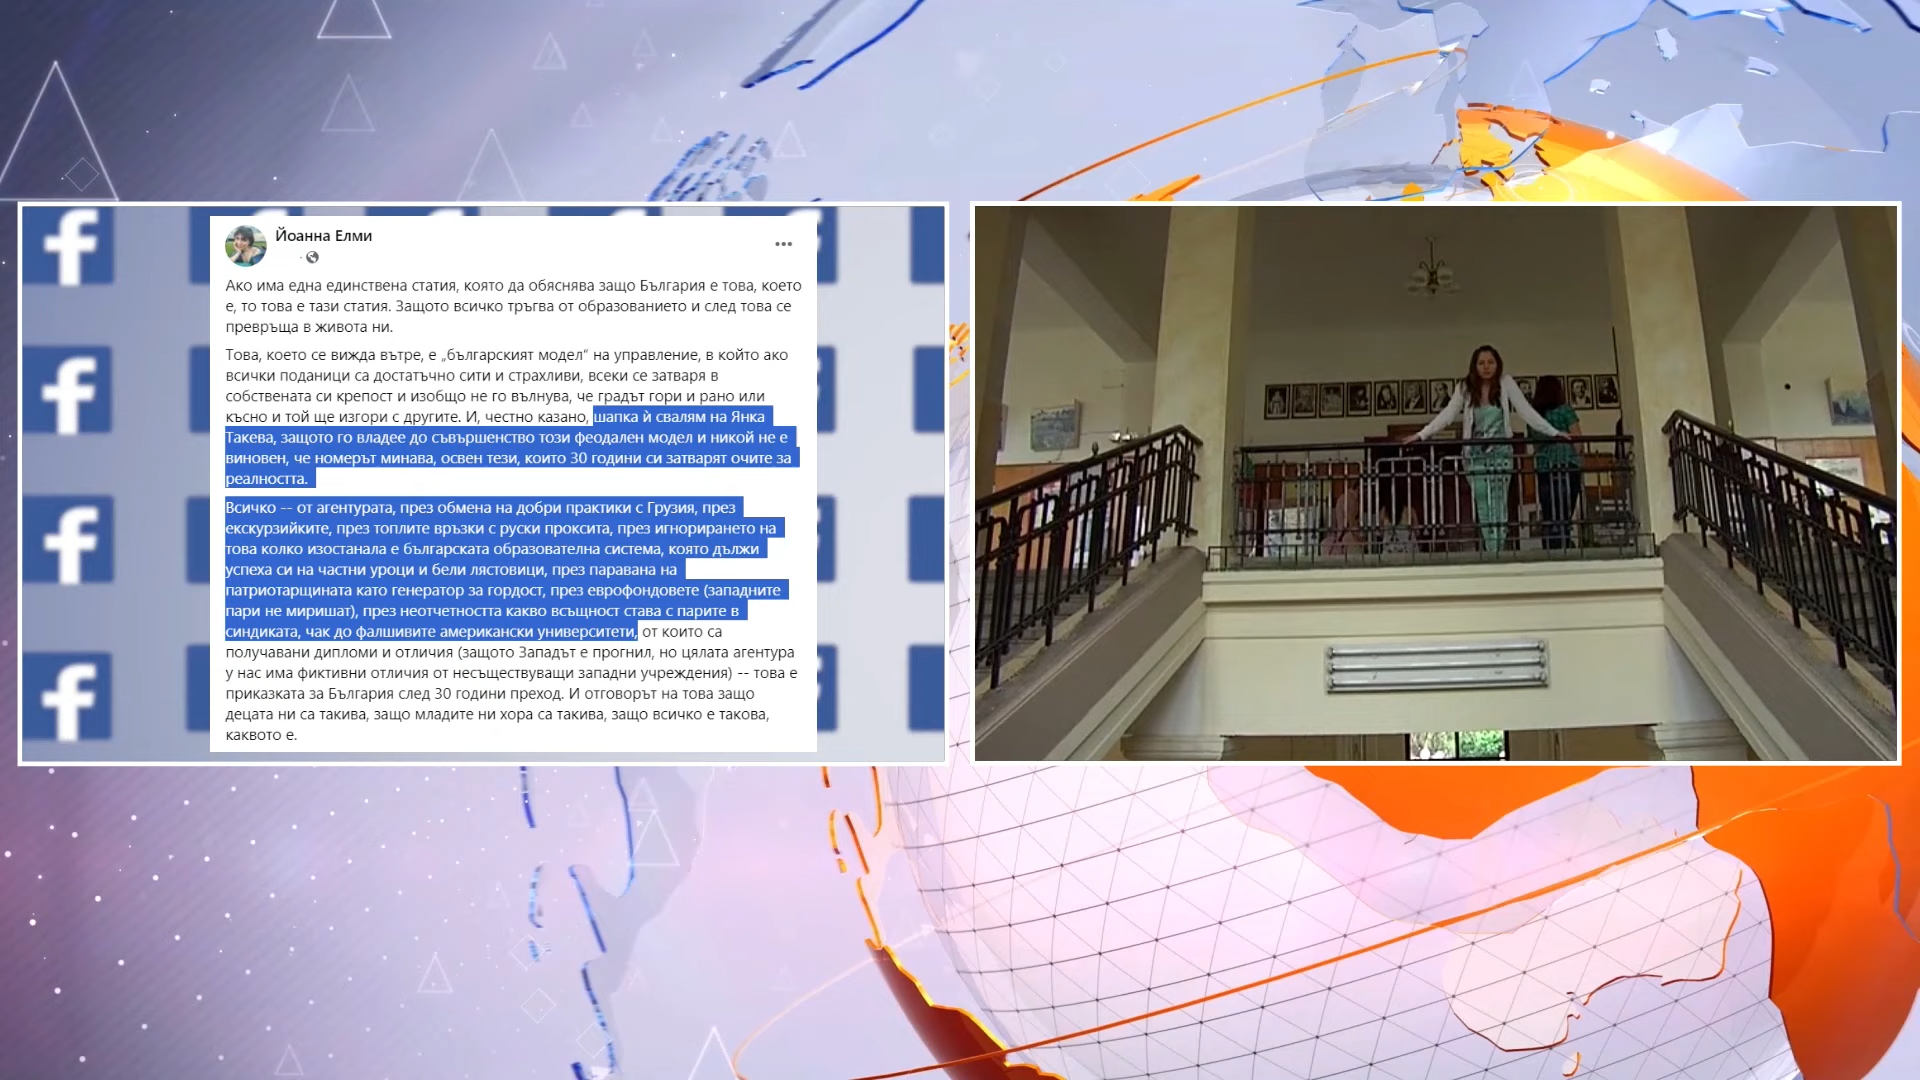 Йоанна Елми
Ако има една единствена статия, която да обяснява защо България е това, което
е, то това е тази статия. Защото всичко тръгва от образованието и след това се
превръща в живота ни.
Това, което се вижда вътре, е „българският модел“ на управление, в който ако
всички поданици са достатъчно сити и страхливи, всеки се затваря в
собствената си крепост и изобщо не го вълнува, че градът гори и рано или
късно и той ще изгори с другите. И, честно казано, шапка ѝ свалям на Янка
Такева, защото го владее до съвършенство този феодален модел и никой не е
виновен, че номерът минава, освен тези, които 30 години си затварят очите за
реалността.
Всичко -- от агентурата, през обмена на добри практики с Грузия, през
екскурзийките, през топлите връзки с руски проксита, през игнорирането на
това колко изостанала е българската образователна система, която дължи
успеха си на частни уроци и бели лястовици, през паравана на
патриотарщината като генератор за гордост, през еврофондовете (западните
пари не миришат), през неотчетността какво всъщност става с парите в
синдиката, чак до фалшивите американски университети, от които са
получавани дипломи и отличия (защото Западът е прогнил, но цялата агентура
у нас има фиктивни отличия от несъществуващи западни учреждения) -- това е
приказката за България след 30 години преход. И отговорът на това защо
децата ни са такива, защо младите ни хора са такива, защо всичко е такова,
каквото е.